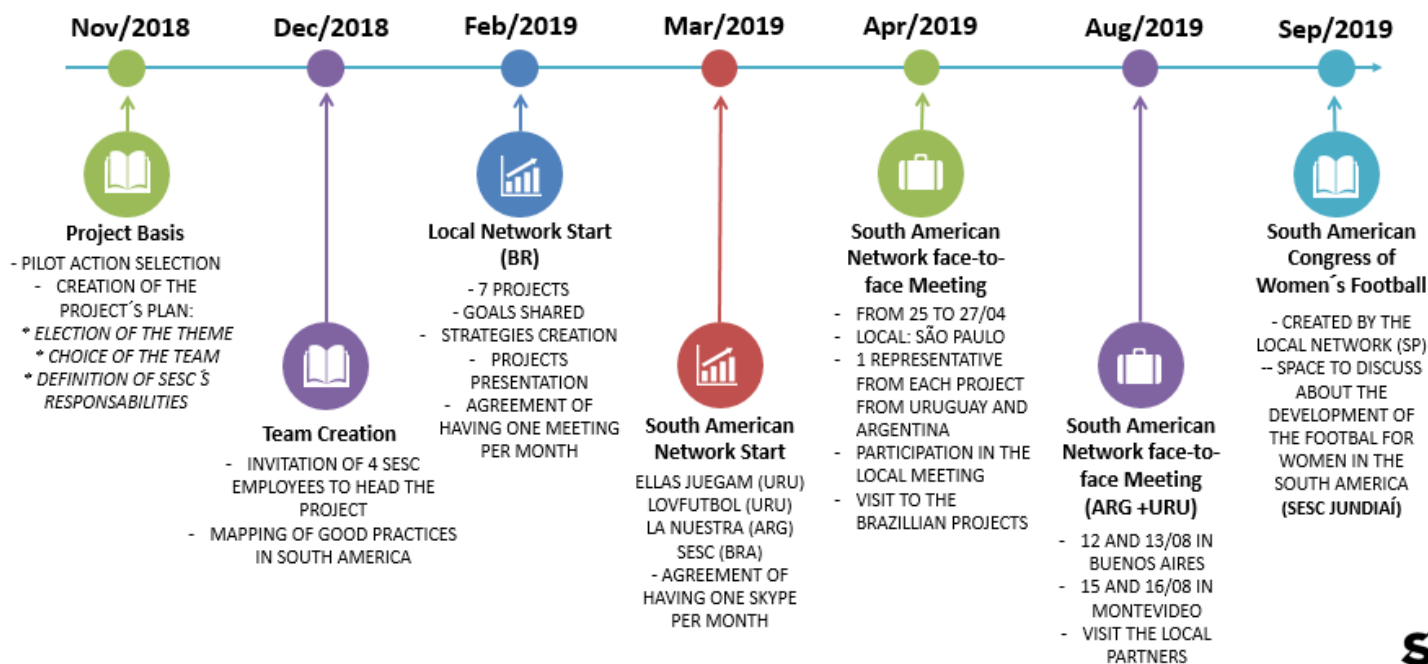 Nov/2018
Dec/2018
Feb/2019
Mar/2019
Apr/2019
Aug/2019
Sep/2019
Project Basis
- PILOT ACTION SELECTION
- CREATION OF THE
PROJECT´S PLAN:
* ELECTION OF THE THEME
* CHOICE OF THE TEAM
* DEFINITION OF SESC´S
RESPONSABILITIES
Team Creation
- INVITATION OF 4 SESC
EMPLOYEES TO HEAD THE
PROJECT
- MAPPING OF GOOD PRACTICES
IN SOUTH AMERICA
Local Network Start
(BR)
- 7 PROJECTS
- GOALS SHARED
- STRATEGIES CREATION
- PROJECTS
PRESENTATION
- AGREEMENT OF
HAVING ONE MEETING
PER MONTH
South American
Network Start
ELLAS JUEGAM (URU)
LOVFUTBOL (URU)
LA NUESTRA (ARG)
SESC (BRA)
- AGREEMENT OF
HAVING ONE SKYPE
PER MONTH
South American
Network face-to-
face Meeting
- FROM 25 TO 27/04
- LOCAL: SÃO PAULO
- 1 REPRESENTATIVE
FROM EACH PROJECT
FROM URUGUAY AND
ARGENTINA
- PARTICIPATION IN THE
LOCAL MEETING
- VISIT TO THE
BRAZILLIAN PROJECTS
South American
Network face-to-
face Meeting
(ARG +URU)
- 12 AND 13/08 IN
BUENOS AIRES
- 15 AND 16/08 IN
MONTEVIDEO
- VISIT THE LOCAL
PARTNERS
South American
Congress of
Women´s Football
- CREATED BY THE
LOCAL NETWORK (SP)
-- SPACE TO DISCUSS
ABOUT THE
DEVELOPMENT OF
THE FOOTBAL FOR
WOMEN IN THE
SOUTH AMERICA
(SESC JUNDIAÍ)